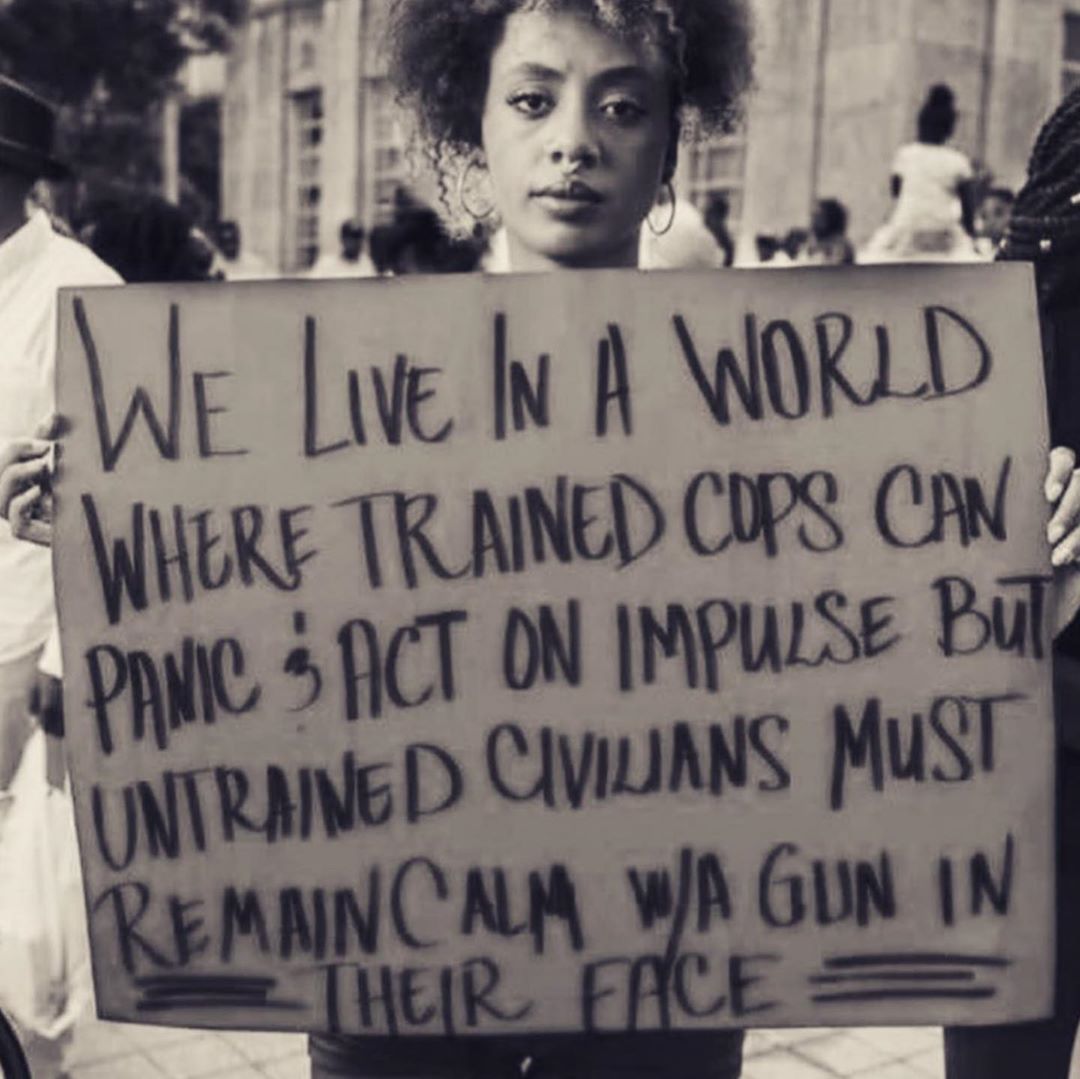 WE LIVE IN A WORLD
WHERE TRAINED COPS CAN
PANIC & ACT ON IMPULSE BUT
UNTRAINED CIVILIANS MUST
REMAIN CALM W/A GUN IN
THEIR FACE